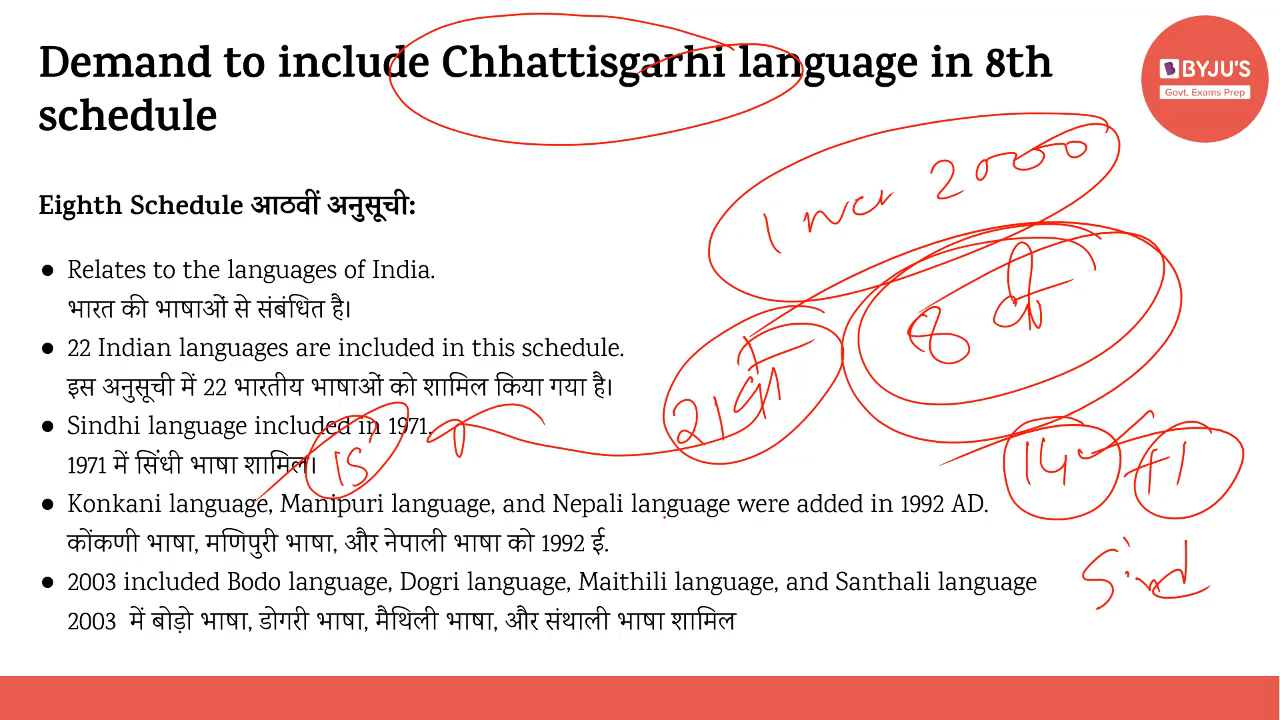 Demand to include Chhattisgarhi language in 8th
schedule
BYJU'S
Govt. Exams Prep
1 nov 2000
Eighth Schedule आठवीं अनुसूची:
● Relates to the languages of India.
भारत की भाषाओं से संबंधित है।
8 वी
● 22 Indian languages are included in this schedule.
इस अनुसूची में 22 भारतीय भाषाओं को शामिल किया गया है।
21 वी
● Sindhi language included in 1971.
1971 में सिंधी भाषा शामिल।
15
14 +1
● Konkani language, Manipuri language, and Nepali language were added in 1992 AD.
कोंकणी भाषा, मणिपुरी भाषा, और नेपाली भाषा को 1992 ई.
● 2003 included Bodo language, Dogri language, Maithili language, and Santhali language
Sind
2003 में बोड़ो भाषा, डोगरी भाषा, मैथिली भाषा, और संथाली भाषा शामिल